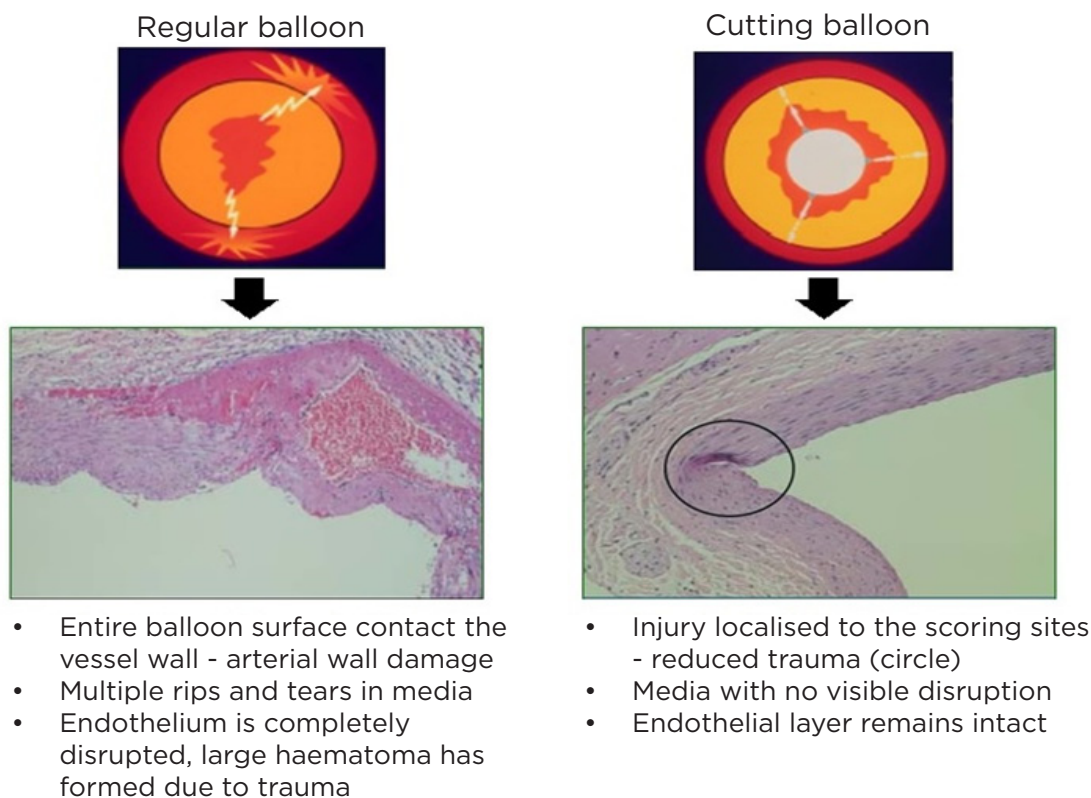 Regular balloon
Cutting balloon
• Entire balloon surface contact the
vessel wall - arterial wall damage
• Multiple rips and tears in media
• Endothelium is completely
disrupted, large haematoma has
formed due to trauma
• Injury localised to the scoring sites
- reduced trauma (circle)
• Media with no visible disruption
• Endothelial layer remains intact